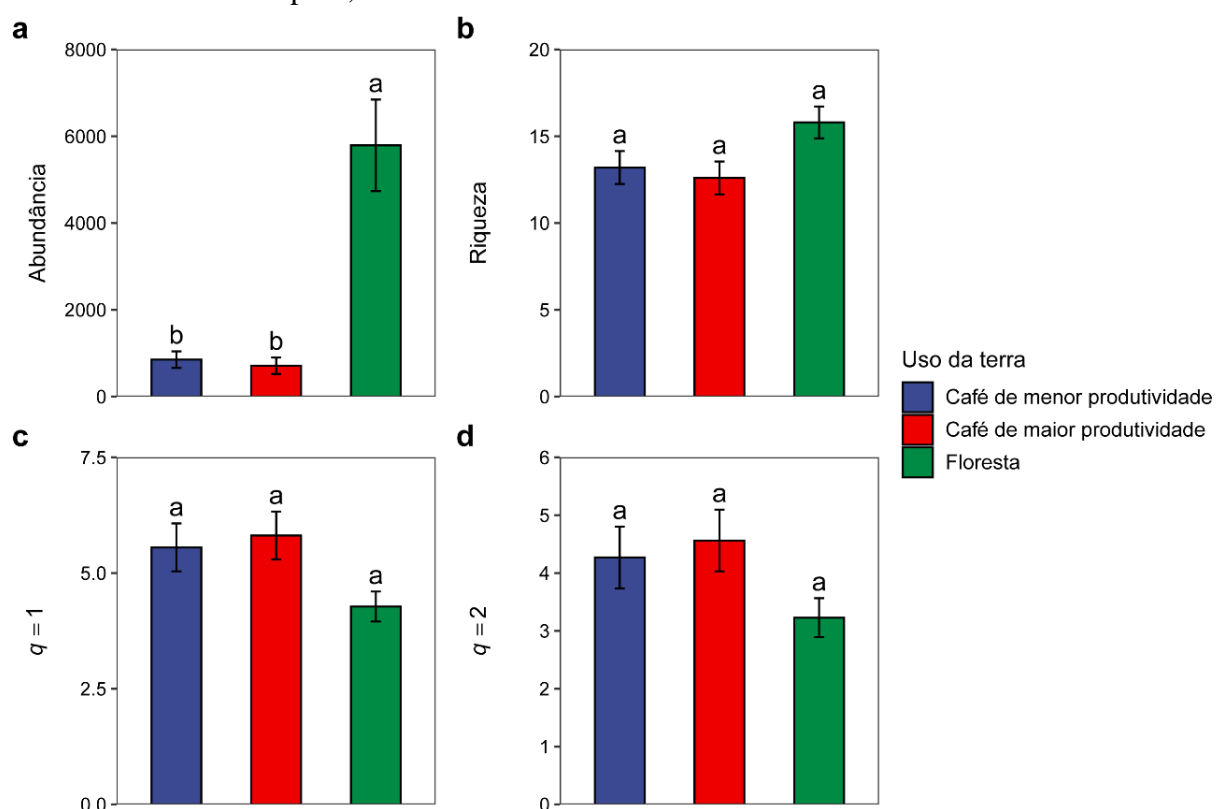 a
8000
6000
4000
2000
0
Abundância
b
b
a
b
20
15
10
5
0
Riqueza
a
a
a
c
7.5
5.0
2.5
0.0
q = 1
a
a
a
d
6
5
4
3
2
1
0
q = 2
a
a
a
Uso da terra
Café de menor produtividade
Café de maior produtividade
Floresta